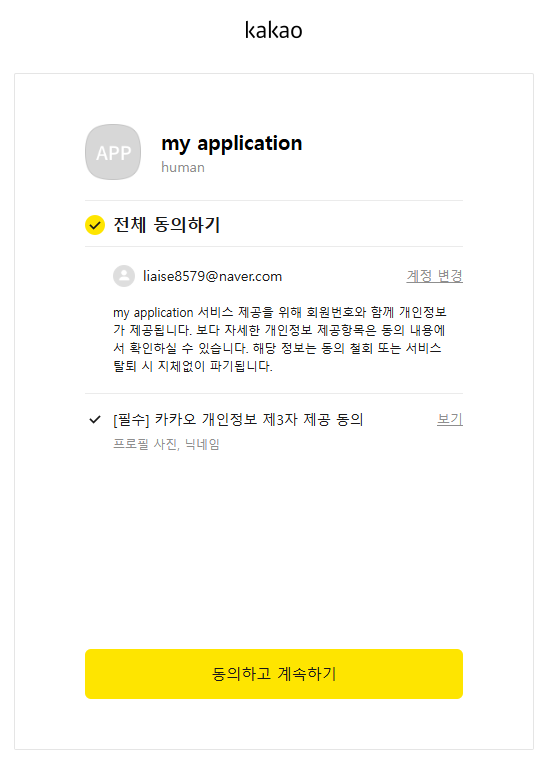 kakao
APP
my application
human
전체 동의하기
liaise8579@naver.com
계정 변경
my application 서비스 제공을 위해 회원번호와 함께 개인정보
가 제공됩니다. 보다 자세한 개인정보 제공항목은 동의 내용에
서 확인하실 수 있습니다. 해당 정보는 동의 철회 또는 서비스
탈퇴 시 지체없이 파기됩니다.
[필수] 카카오 개인정보 제3자 제공 동의
보기
프로필 사진, 닉네임
동의하고 계속하기